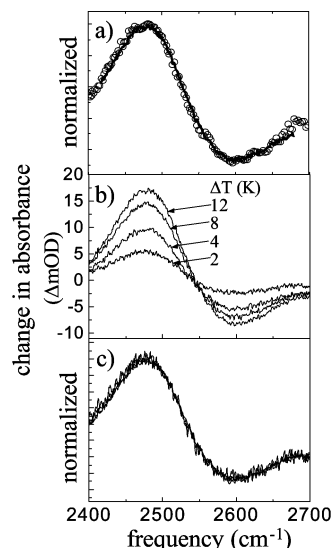 a)
normalized
20
15
10
5
0
-5
-10
b)
ΔT (K)
12
8
4
2
change in absorbance
(ΔmOD)
c)
normalized
2400 2500 2600 2700
frequency (cm⁻¹)